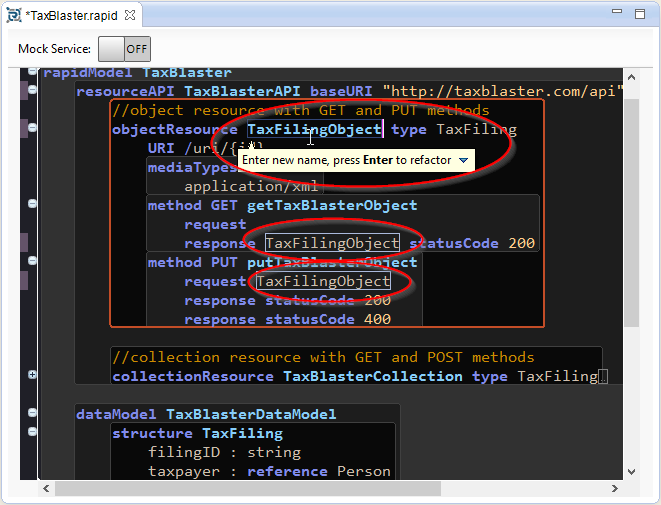 *TaxBlaster.rapid
Mock Service: OFF
rapidModel TaxBlaster
resourceAPI TaxBlasterAPI baseURI "http://taxblaster.com/api"
//object resource with GET and PUT methods
objectResource TaxFilingObject type TaxFiling
URI /uri/{id}
Enter new name, press Enter to refactor
mediaTypes
application/xml
method GET getTaxBlasterObject
request
response TaxFilingObject statusCode 200
method PUT putTaxBlasterObject
request TaxFilingObject
response statusCode 200
response statusCode 400
//collection resource with GET and POST methods
collectionResource TaxBlasterCollection type TaxFiling
dataModel TaxBlasterDataModel
structure TaxFiling
filingID : string
taxpayer : reference Person